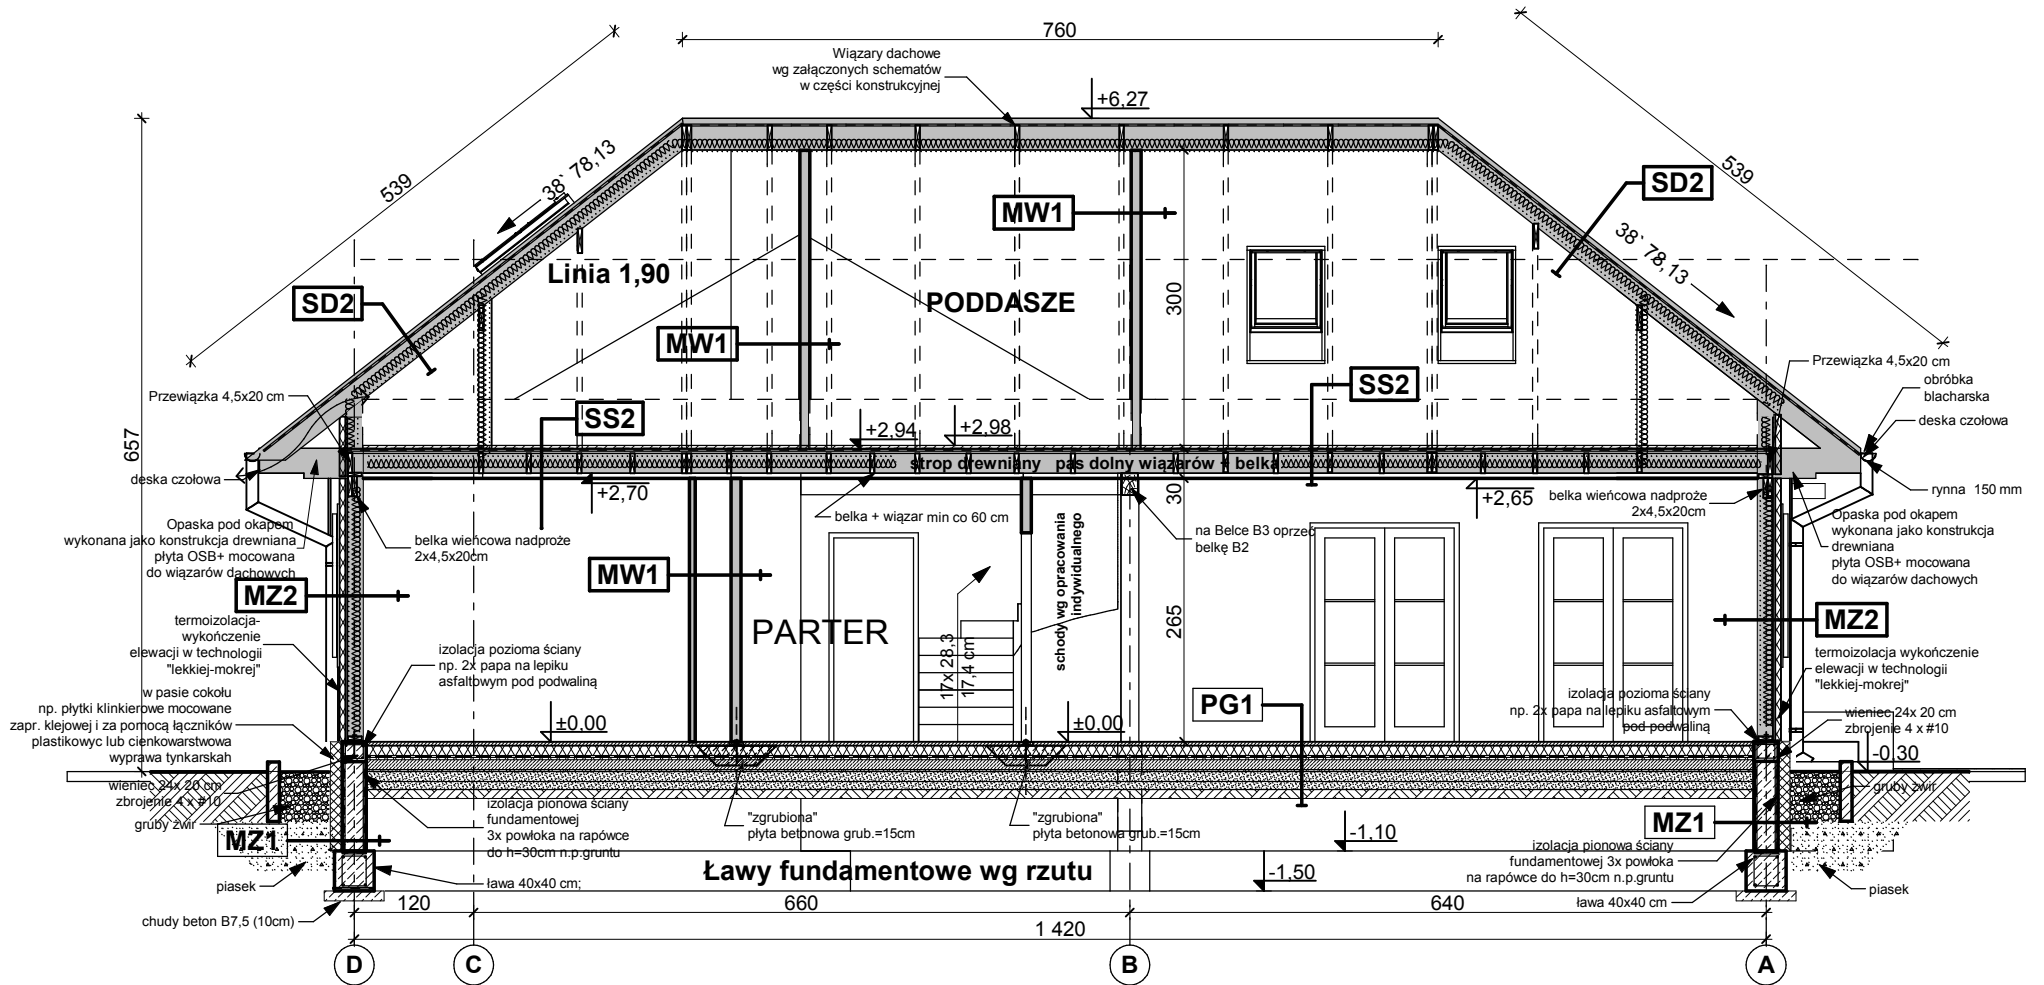 760
Wiązary dachowe
wg załączonych schematów
w części konstrukcyjnej
+6,27
539
38` 78,13
SD2
539
MW1
38` 78,13
Linia 1,90
SD2
PODDASZE
300
MW1
Przewiązka 4,5x20 cm
obróbka
blacharska
deska czołowa
Przewiązka 4,5x20 cm
SS2
SS2
657
+2,94
+2,98
strop drewniany pas dolny wiązarów + belka
deska czołowa
+2,70
30
+2,65
belka wieńcowa nadproże
2x4,5x20cm
rynna 150 mm
Opaska pod okapem
wykonana jako konstrukcja drewniana
płyta OSB+ mocowana
do wiązarów dachowych
belka wieńcowa nadproże
2x4,5x20cm
belka + wiązar min co 60 cm
schody wg opracowania
indywidualnego
na Belce B3 oprzeć
belkę B2
Opaska pod okapem
wykonana jako konstrukcja
drewniana
płyta OSB+ mocowana
do wiązarów dachowych
MW1
MZ2
PARTER
265
MZ2
termoizolacja-
wykończenie
elewacji w technologii
"lekkiej-mokrej"
izolacja pozioma ściany
np. 2x papa na lepiku
asfaltowym pod podwaliną
17x 28,3
17,4 cm
termoizolacja wykończenie
elewacji w technologii
"lekkiej-mokrej"
w pasie cokołu
np. płytki klinkierowe mocowane
zapr. klejowej i za pomocą łączników
plastikowyc lub cienkowarstwowa
wyprawa tynkarskah
PG1
izolacja pozioma ściany
np. 2x papa na lepiku asfaltowym
pod podwaliną
±0,00
±0,00
wieniec 24x 20 cm
zbrojenie 4 x #10
-0,30
wieniec 24x 20 cm
zbrojenie 4 x #10
gruby żwir
gruby żwir
izolacja pionowa ściany
fundamentowej
3x powłoka na rapówce
do h=30cm n.p.gruntu
"zgrubiona"
płyta betonowa grub.=15cm
"zgrubiona"
płyta betonowa grub.=15cm
MZ1
MZ1
-1,10
izolacja pionowa ściany
fundamentowej 3x powłoka
na rapówce do h=30cm n.p.gruntu
Ławy fundamentowe wg rzutu
-1,50
piasek
ława 40x40 cm;
piasek
chudy beton B7,5 (10cm)
120
660
640
ława 40x40 cm
1 420
D
C
B
A